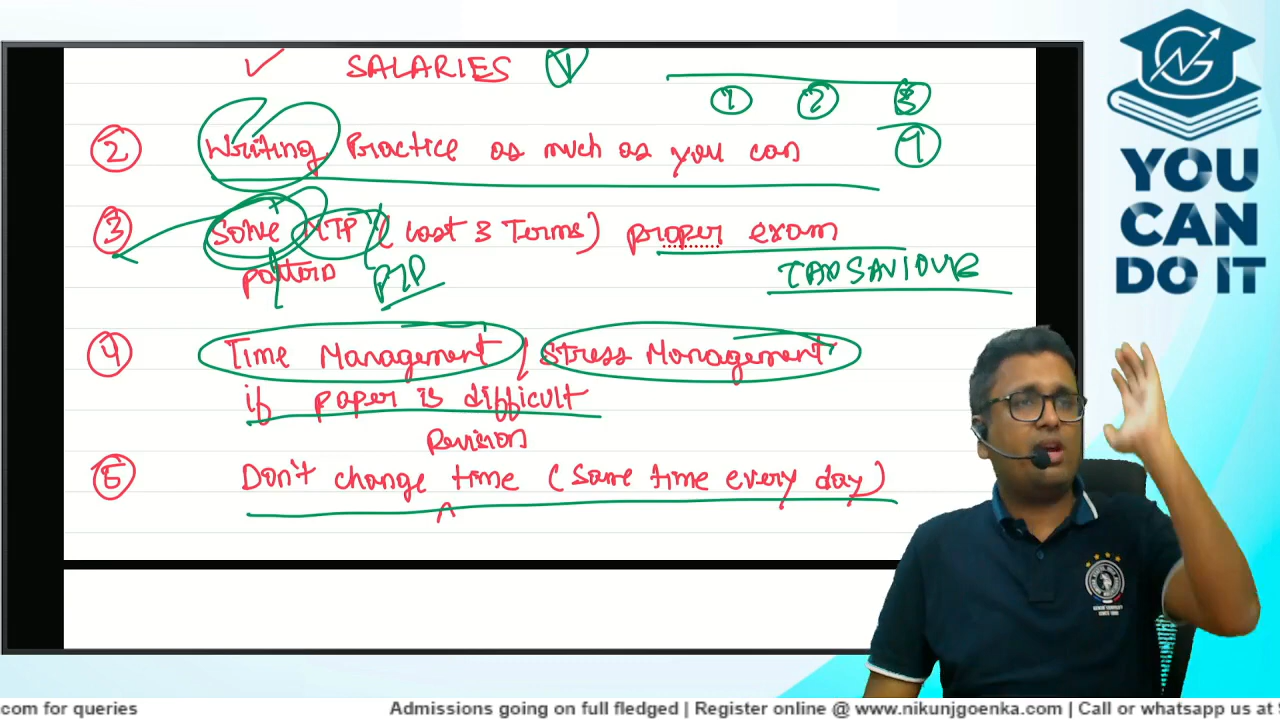 ✓ SALARIES
① ② ③
② Writing Practice as much as you can ④
③ Solve MTP (Last 3 Terms) proper exam
pattern RTP TAXSAVIOUR
④ Time Management / Stress Management
if paper is difficult
Revision
⑤ Don't change time (Same time every day)
YOU
CAN
DO IT
.com for queries Admissions going on full fledged | Register online @ www.nikunjgoenka.com | Call or whatsapp us at